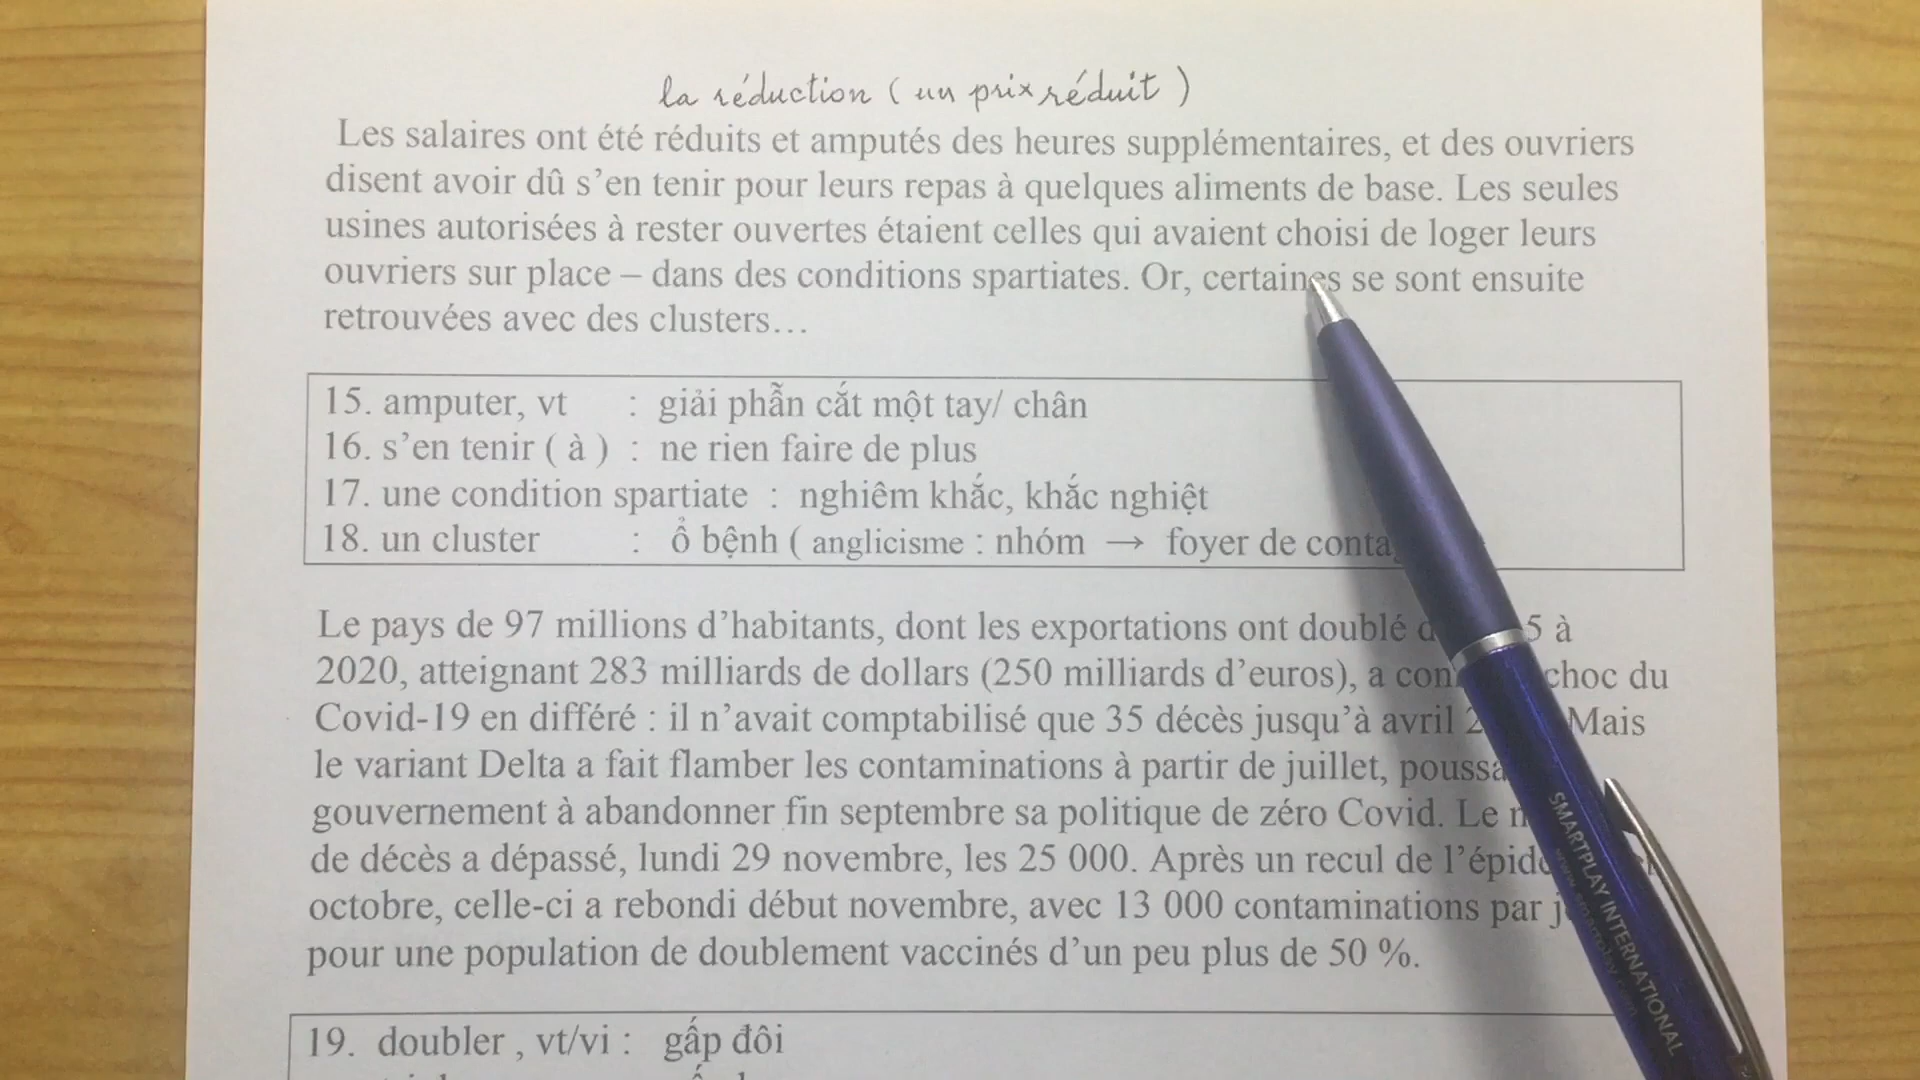 la réduction ( un prix réduit )
Les salaires ont été réduits et amputés des heures supplémentaires, et des ouvriers
disent avoir dû s'en tenir pour leurs repas à quelques aliments de base. Les seules
usines autorisées à rester ouvertes étaient celles qui avaient choisi de loger leurs
ouvriers sur place – dans des conditions spartiates. Or, certaines se sont ensuite
retrouvées avec des clusters…
15. amputer, vt : giải phẫn cắt một tay/ chân
16. s'en tenir ( à ) : ne rien faire de plus
17. une condition spartiate : nghiêm khắc, khắc nghiệt
18. un cluster : ổ bệnh ( anglicisme : nhóm → foyer de
Le pays de 97 millions d'habitants, dont les exportations ont doublé 5 à
2020, atteignant 283 milliards de dollars (250 milliards d'euros), a choc du
Covid-19 en différé : il n'avait comptabilisé que 35 décès jusqu'à avril Mais
le variant Delta a fait flamber les contaminations à partir de juillet,
gouvernement à abandonner fin septembre sa politique de zéro Covid. Le
de décès a dépassé, lundi 29 novembre, les 25 000. Après un recul de
octobre, celle-ci a rebondi début novembre, avec 13 000 contaminations par
pour une population de doublement vaccinés d'un peu plus de 50 %.
19. doubler , vt/vi : gấp đôi
SMARTPLAY INTERNATIONAL